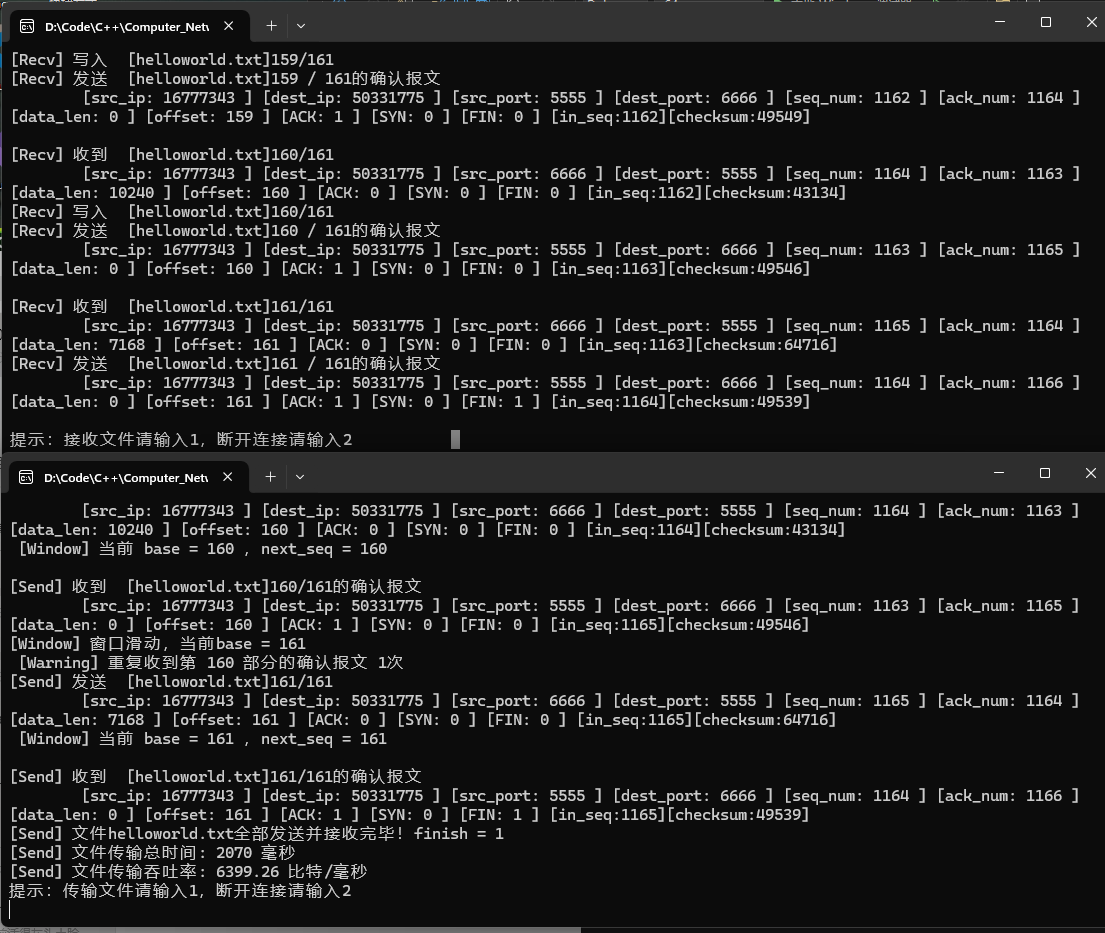 D:\Code\C++\Computer_Netw
[Recv] 写入  [helloworld.txt]159/161
[Recv] 发送  [helloworld.txt]159 / 161的确认报文
[src_ip: 16777343 ] [dest_ip: 50331775 ] [src_port: 5555 ] [dest_port: 6666 ] [seq_num: 1162 ] [ack_num: 1164 ]
[data_len: 0 ] [offset: 159 ] [ACK: 1 ] [SYN: 0 ] [FIN: 0 ] [in_seq:1162][checksum:49549]
[Recv] 收到  [helloworld.txt]160/161
[src_ip: 16777343 ] [dest_ip: 50331775 ] [src_port: 6666 ] [dest_port: 5555 ] [seq_num: 1164 ] [ack_num: 1163 ]
[data_len: 10240 ] [offset: 160 ] [ACK: 0 ] [SYN: 0 ] [FIN: 0 ] [in_seq:1162][checksum:43134]
[Recv] 写入  [helloworld.txt]160/161
[Recv] 发送  [helloworld.txt]160 / 161的确认报文
[src_ip: 16777343 ] [dest_ip: 50331775 ] [src_port: 5555 ] [dest_port: 6666 ] [seq_num: 1163 ] [ack_num: 1165 ]
[data_len: 0 ] [offset: 160 ] [ACK: 1 ] [SYN: 0 ] [FIN: 0 ] [in_seq:1163][checksum:49546]
[Recv] 收到  [helloworld.txt]161/161
[src_ip: 16777343 ] [dest_ip: 50331775 ] [src_port: 6666 ] [dest_port: 5555 ] [seq_num: 1165 ] [ack_num: 1164 ]
[data_len: 7168 ] [offset: 161 ] [ACK: 0 ] [SYN: 0 ] [FIN: 0 ] [in_seq:1163][checksum:64716]
[Recv] 发送  [helloworld.txt]161 / 161的确认报文
[src_ip: 16777343 ] [dest_ip: 50331775 ] [src_port: 5555 ] [dest_port: 6666 ] [seq_num: 1164 ] [ack_num: 1166 ]
[data_len: 0 ] [offset: 161 ] [ACK: 1 ] [SYN: 0 ] [FIN: 1 ] [in_seq:1164][checksum:49539]
提示：接收文件请输入1，断开连接请输入2
D:\Code\C++\Computer_Netw
[src_ip: 16777343 ] [dest_ip: 50331775 ] [src_port: 6666 ] [dest_port: 5555 ] [seq_num: 1164 ] [ack_num: 1163 ]
[data_len: 10240 ] [offset: 160 ] [ACK: 0 ] [SYN: 0 ] [FIN: 0 ] [in_seq:1164][checksum:43134]
[Window] 当前 base = 160 , next_seq = 160
[Send] 收到  [helloworld.txt]160/161的确认报文
[src_ip: 16777343 ] [dest_ip: 50331775 ] [src_port: 5555 ] [dest_port: 6666 ] [seq_num: 1163 ] [ack_num: 1165 ]
[data_len: 0 ] [offset: 160 ] [ACK: 1 ] [SYN: 0 ] [FIN: 0 ] [in_seq:1165][checksum:49546]
[Window] 窗口滑动，当前base = 161
[Warning] 重复收到第 160 部分的确认报文 1次
[Send] 发送  [helloworld.txt]161/161
[src_ip: 16777343 ] [dest_ip: 50331775 ] [src_port: 6666 ] [dest_port: 5555 ] [seq_num: 1165 ] [ack_num: 1164 ]
[data_len: 7168 ] [offset: 161 ] [ACK: 0 ] [SYN: 0 ] [FIN: 0 ] [in_seq:1165][checksum:64716]
[Window] 当前 base = 161 , next_seq = 161
[Send] 收到  [helloworld.txt]161/161的确认报文
[src_ip: 16777343 ] [dest_ip: 50331775 ] [src_port: 5555 ] [dest_port: 6666 ] [seq_num: 1164 ] [ack_num: 1166 ]
[data_len: 0 ] [offset: 161 ] [ACK: 1 ] [SYN: 0 ] [FIN: 1 ] [in_seq:1165][checksum:49539]
[Send] 文件helloworld.txt全部发送并接收完毕！finish = 1
[Send] 文件传输总时间：2070 毫秒
[Send] 文件传输吞吐率：6399.26 比特/毫秒
提示：传输文件请输入1，断开连接请输入2